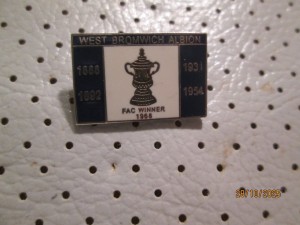 WEST BROMWICH ALBION
1888 1931
1892 1954
FAC WINNER
1968